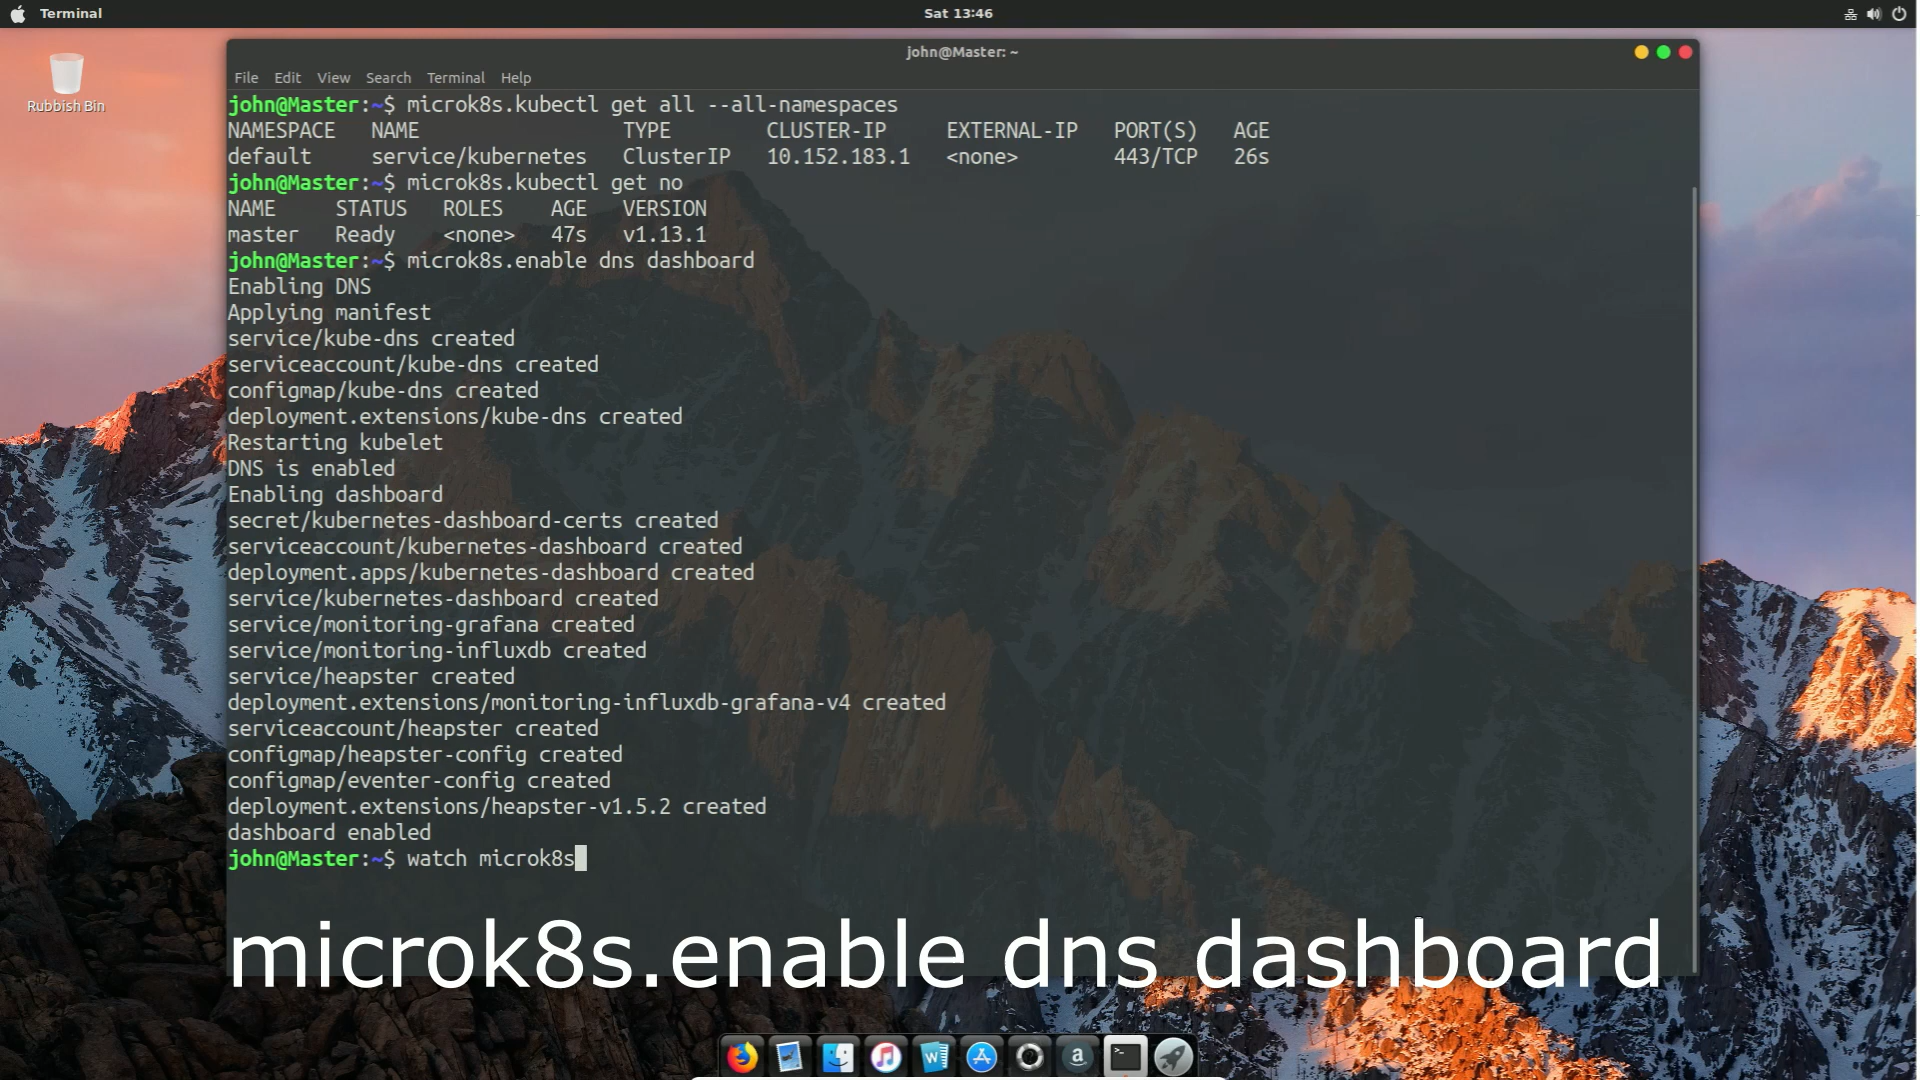 Terminal
Sat 13:46
Rubbish Bin
john@Master: ~
File Edit View Search Terminal Help
john@Master:~$ microk8s.kubectl get all --all-namespaces
NAMESPACE NAME TYPE CLUSTER-IP EXTERNAL-IP PORT(S) AGE
default service/kubernetes ClusterIP 10.152.183.1 <none> 443/TCP 26s
john@Master:~$ microk8s.kubectl get no
NAME STATUS ROLES AGE VERSION
master Ready <none> 47s v1.13.1
john@Master:~$ microk8s.enable dns dashboard
Enabling DNS
Applying manifest
service/kube-dns created
serviceaccount/kube-dns created
configmap/kube-dns created
deployment.extensions/kube-dns created
Restarting kubelet
DNS is enabled
Enabling dashboard
secret/kubernetes-dashboard-certs created
serviceaccount/kubernetes-dashboard created
deployment.apps/kubernetes-dashboard created
service/kubernetes-dashboard created
service/monitoring-grafana created
service/monitoring-influxdb created
service/heapster created
deployment.extensions/monitoring-influxdb-grafana-v4 created
serviceaccount/heapster created
configmap/heapster-config created
configmap/eventer-config created
deployment.extensions/heapster-v1.5.2 created
dashboard enabled
john@Master:~$ watch microk8s
microk8s.enable dns dashboard